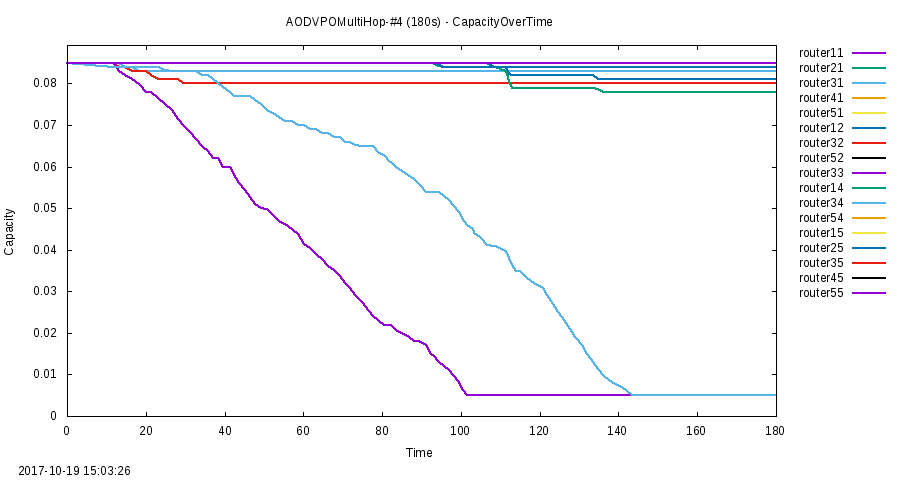 AODVPOMultiHop-#4 (180s) - CapacityOverTime
router11
router21
router31
router41
router51
router12
router32
router52
router33
router14
router34
router54
router15
router25
router35
router45
router55
0.08
0.07
0.06
0.05
0.04
0.03
0.02
0.01
0
Capacity
0 20 40 60 80 100 120 140 160 180
Time
2017-10-19 15:03:26